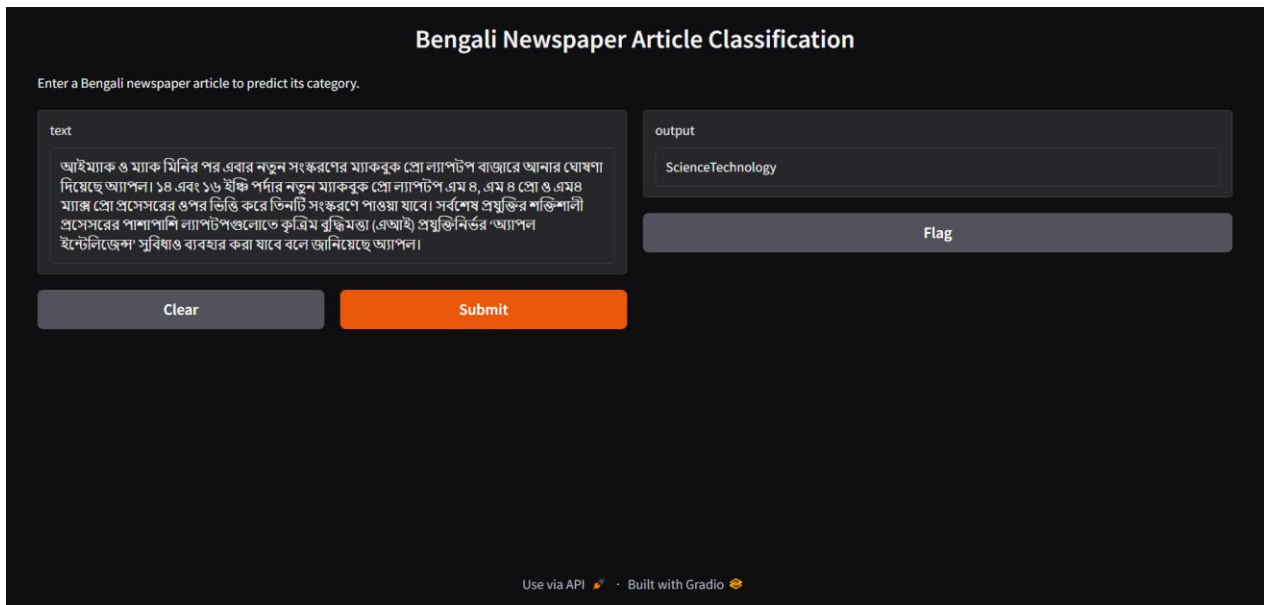 Bengali Newspaper Article Classification
Enter a Bengali newspaper article to predict its category.
text
আইম্যাক ও ম্যাক মিনির পর এবার নতুন সংস্করণের ম্যাকবুক প্রো ল্যাপটপ বাজারে আনার ঘোষণা
দিয়েছে অ্যাপল। ১৪ এবং ১৬ ইঞ্চি পর্দার নতুন ম্যাকবুক প্রো ল্যাপটপ এম ৪, এম ৪ প্রো ও এম৪
ম্যাক্স প্রো প্রসেসরের ওপর ভিত্তি করে তিনটি সংস্করণে পাওয়া যাবে। সর্বশেষ প্রযুক্তির শক্তিশালী
প্রসেসরের পাশাপাশি ল্যাপটপগুলোতে কৃত্রিম বুদ্ধিমত্তা (এআই) প্রযুক্তিনির্ভর ‘অ্যাপল
ইন্টেলিজেন্স’ সুবিধাও ব্যবহার করা যাবে বলে জানিয়েছে অ্যাপল।
Clear
Submit
output
ScienceTechnology
Flag
Use via API · Built with Gradio